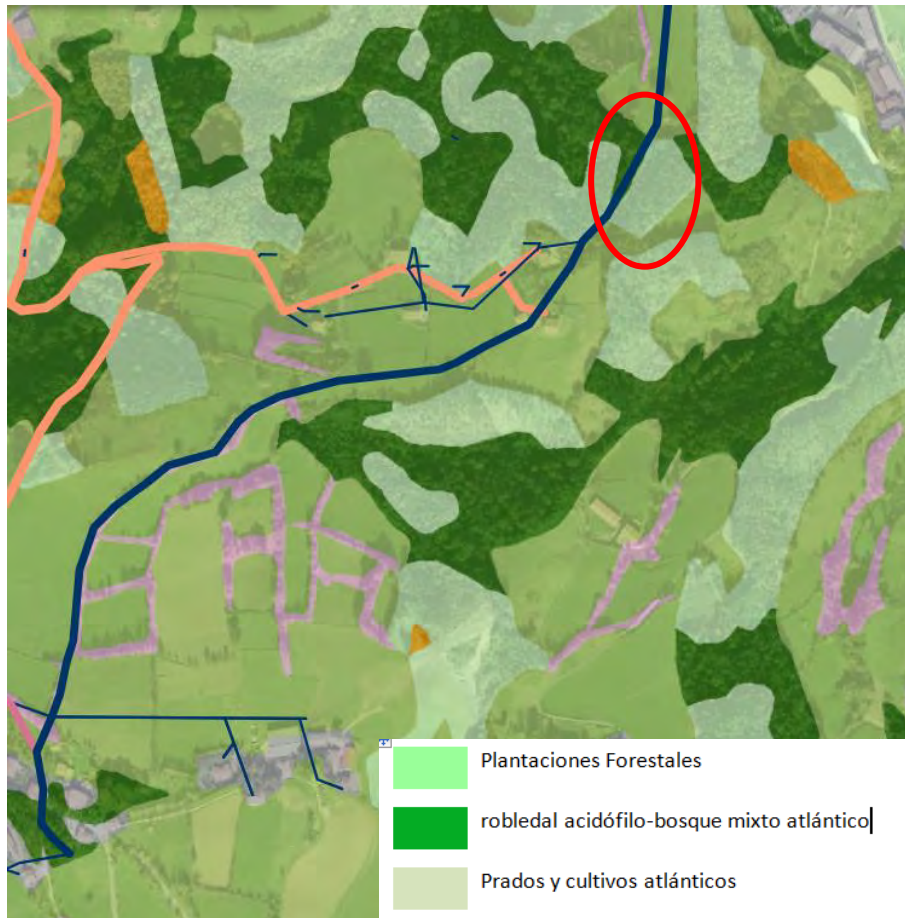 Plantaciones Forestales
robledal acidófilo-bosque mixto atlántico
Prados y cultivos atlánticos